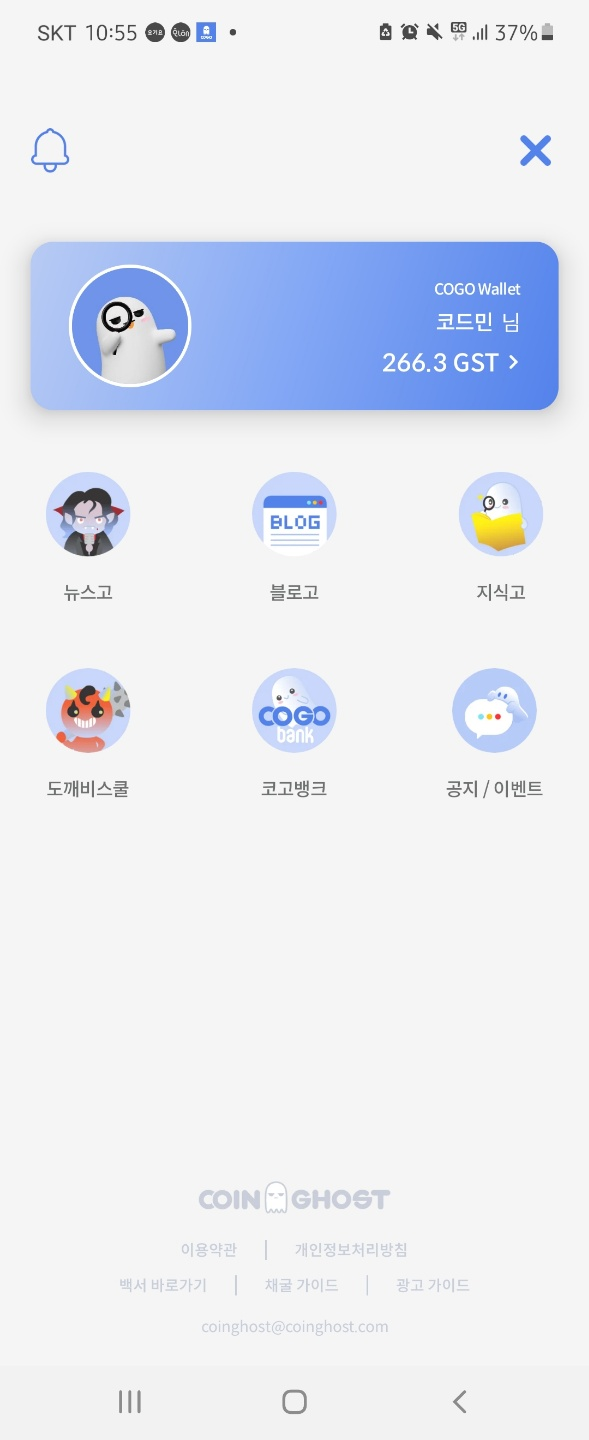 SKT 10:55
5G 37%
COGO Wallet
코드민 님
266.3 GST
BLOG
뉴스고
블로고
지식고
COGO
bank
도깨비스쿨
코고뱅크
공지 / 이벤트
COIN GHOST
이용약관 | 개인정보처리방침
백서 바로가기 | 채굴 가이드 | 광고 가이드
coinghost@coinghost.com